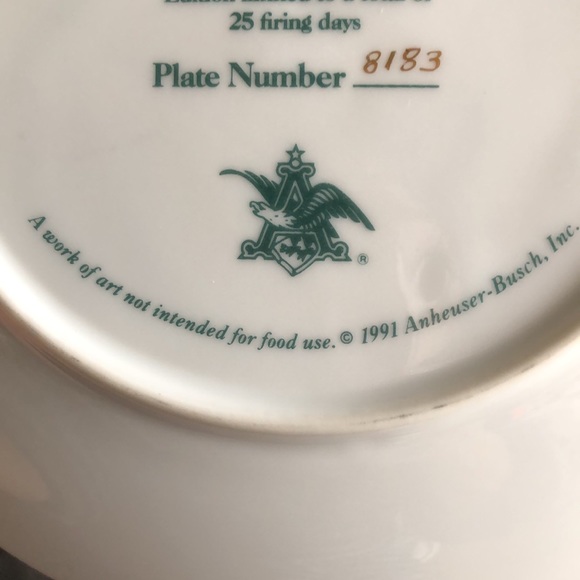 25 firing days
Plate Number 8183
A
®
A work of art not intended for food use. © 1991 Anheuser-Busch, Inc.